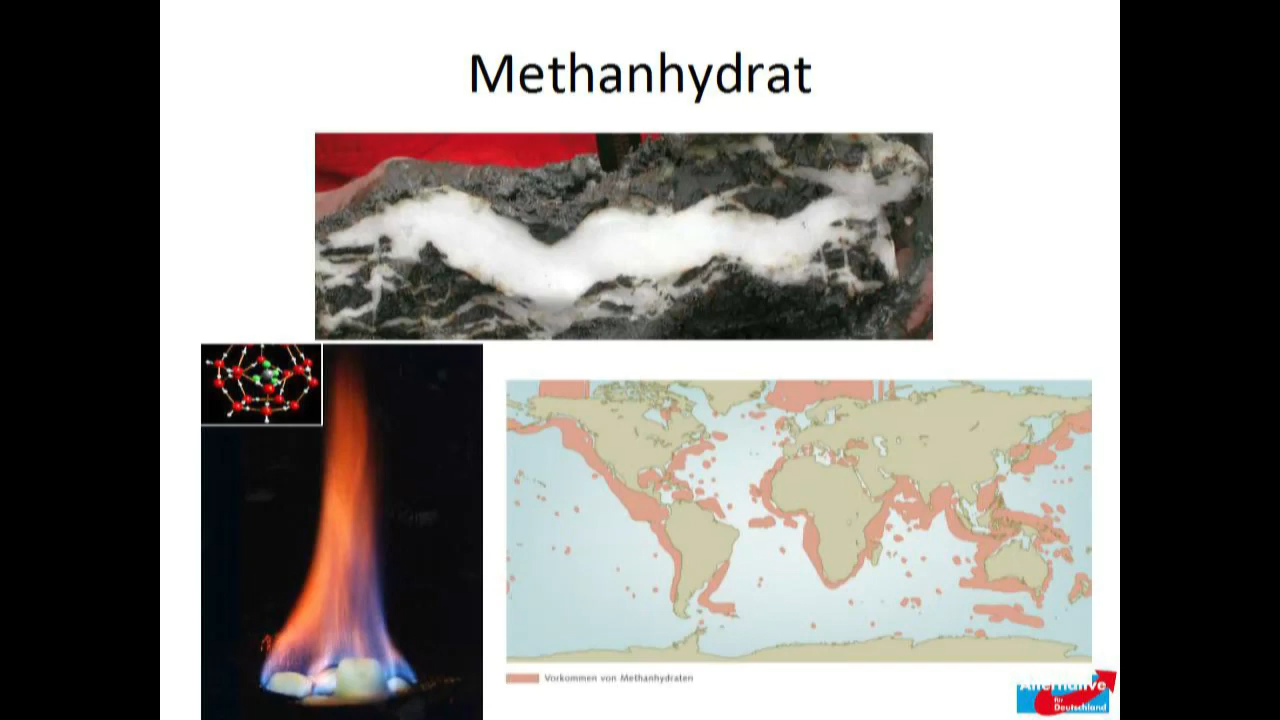 Methanhydrat
Vorkommen von Methanhydraten
Alternative
für
Deutschland